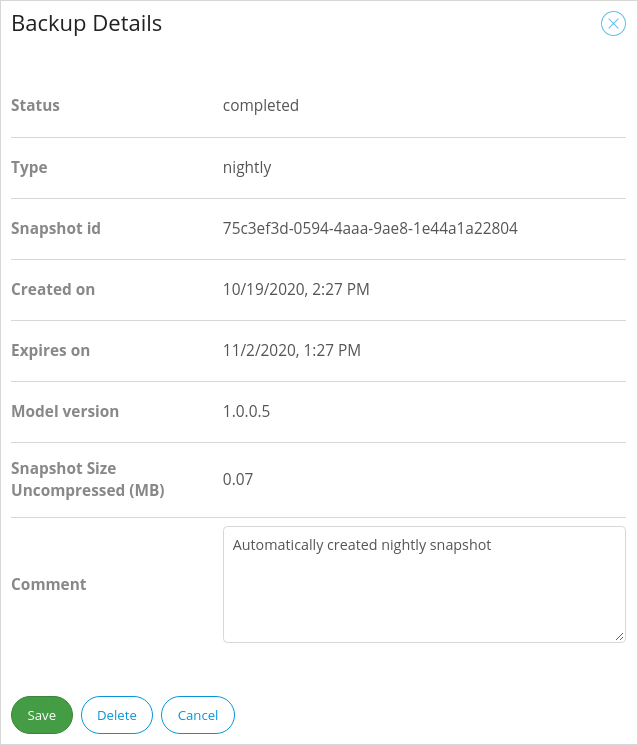 Backup Details
Status completed
Type nightly
Snapshot id 75c3ef3d-0594-4aaa-9ae8-1e44a1a22804
Created on 10/19/2020, 2:27 PM
Expires on 11/2/2020, 1:27 PM
Model version 1.0.0.5
Snapshot Size
Uncompressed (MB) 0.07
Comment Automatically created nightly snapshot
Save Delete Cancel